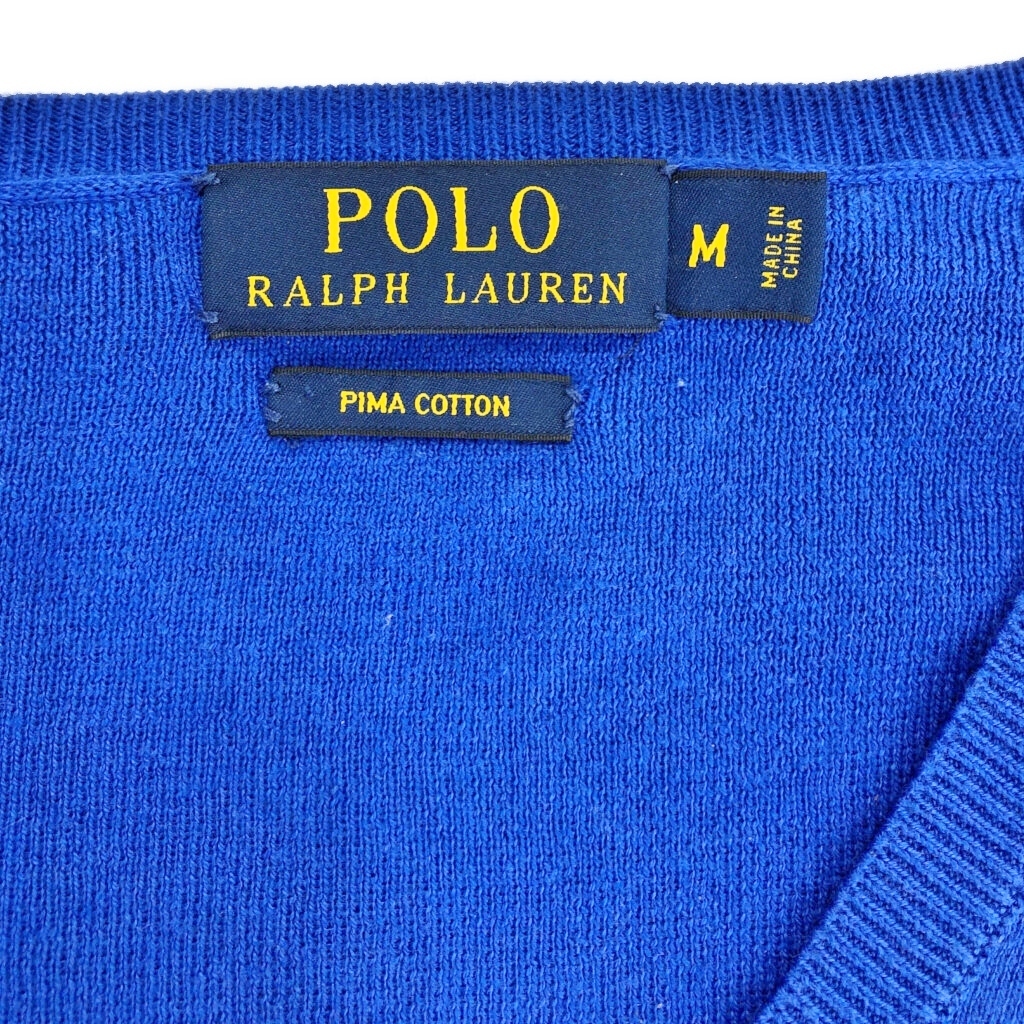 POLO
RALPH LAUREN
M
MADE IN
CHINA
PIMA COTTON